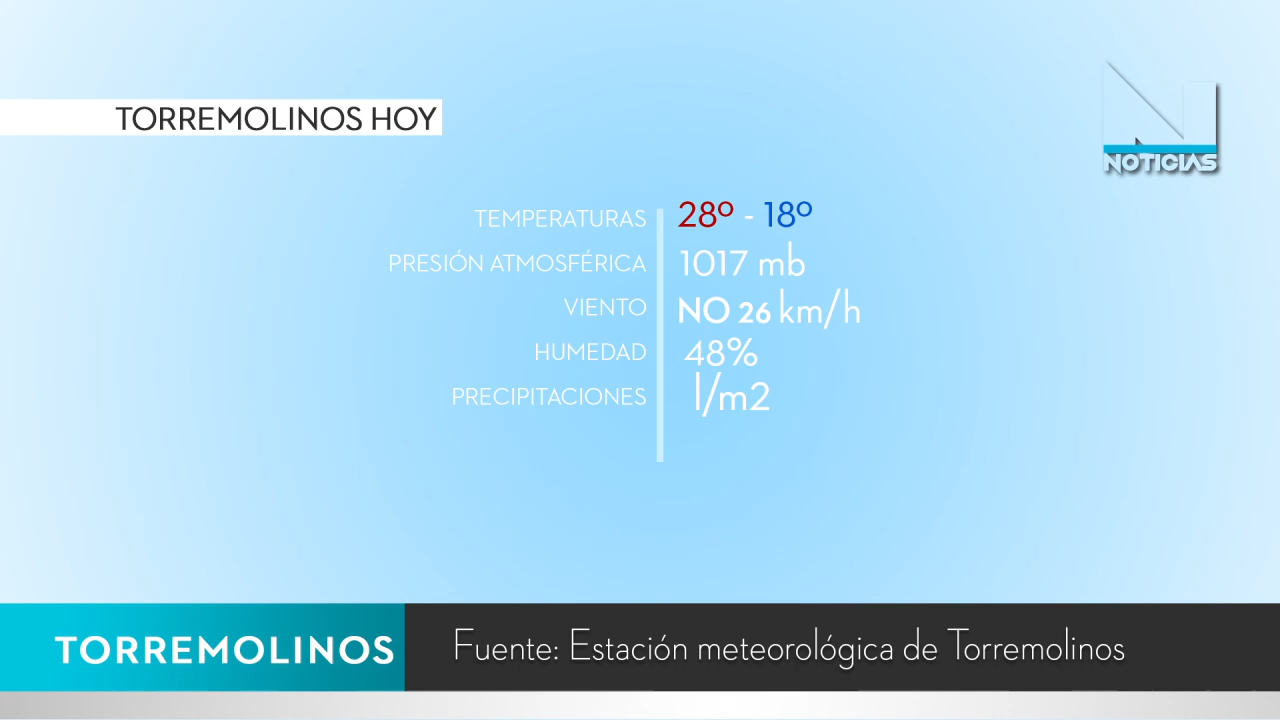 TORREMOLINOS HOY
NOTICIAS
TEMPERATURAS 28º - 18º
PRESIÓN ATMOSFÉRICA 1017 mb
VIENTO NO 26 km/h
HUMEDAD 48%
PRECIPITACIONES l/m2
TORREMOLINOS Fuente: Estación meteorológica de Torremolinos